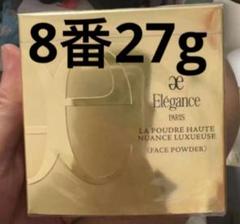 8番27g
æ
Elégance
PARIS
LA POUDRE HAUTE
NUANCE LUXUEUSE
(FACE POWDER)